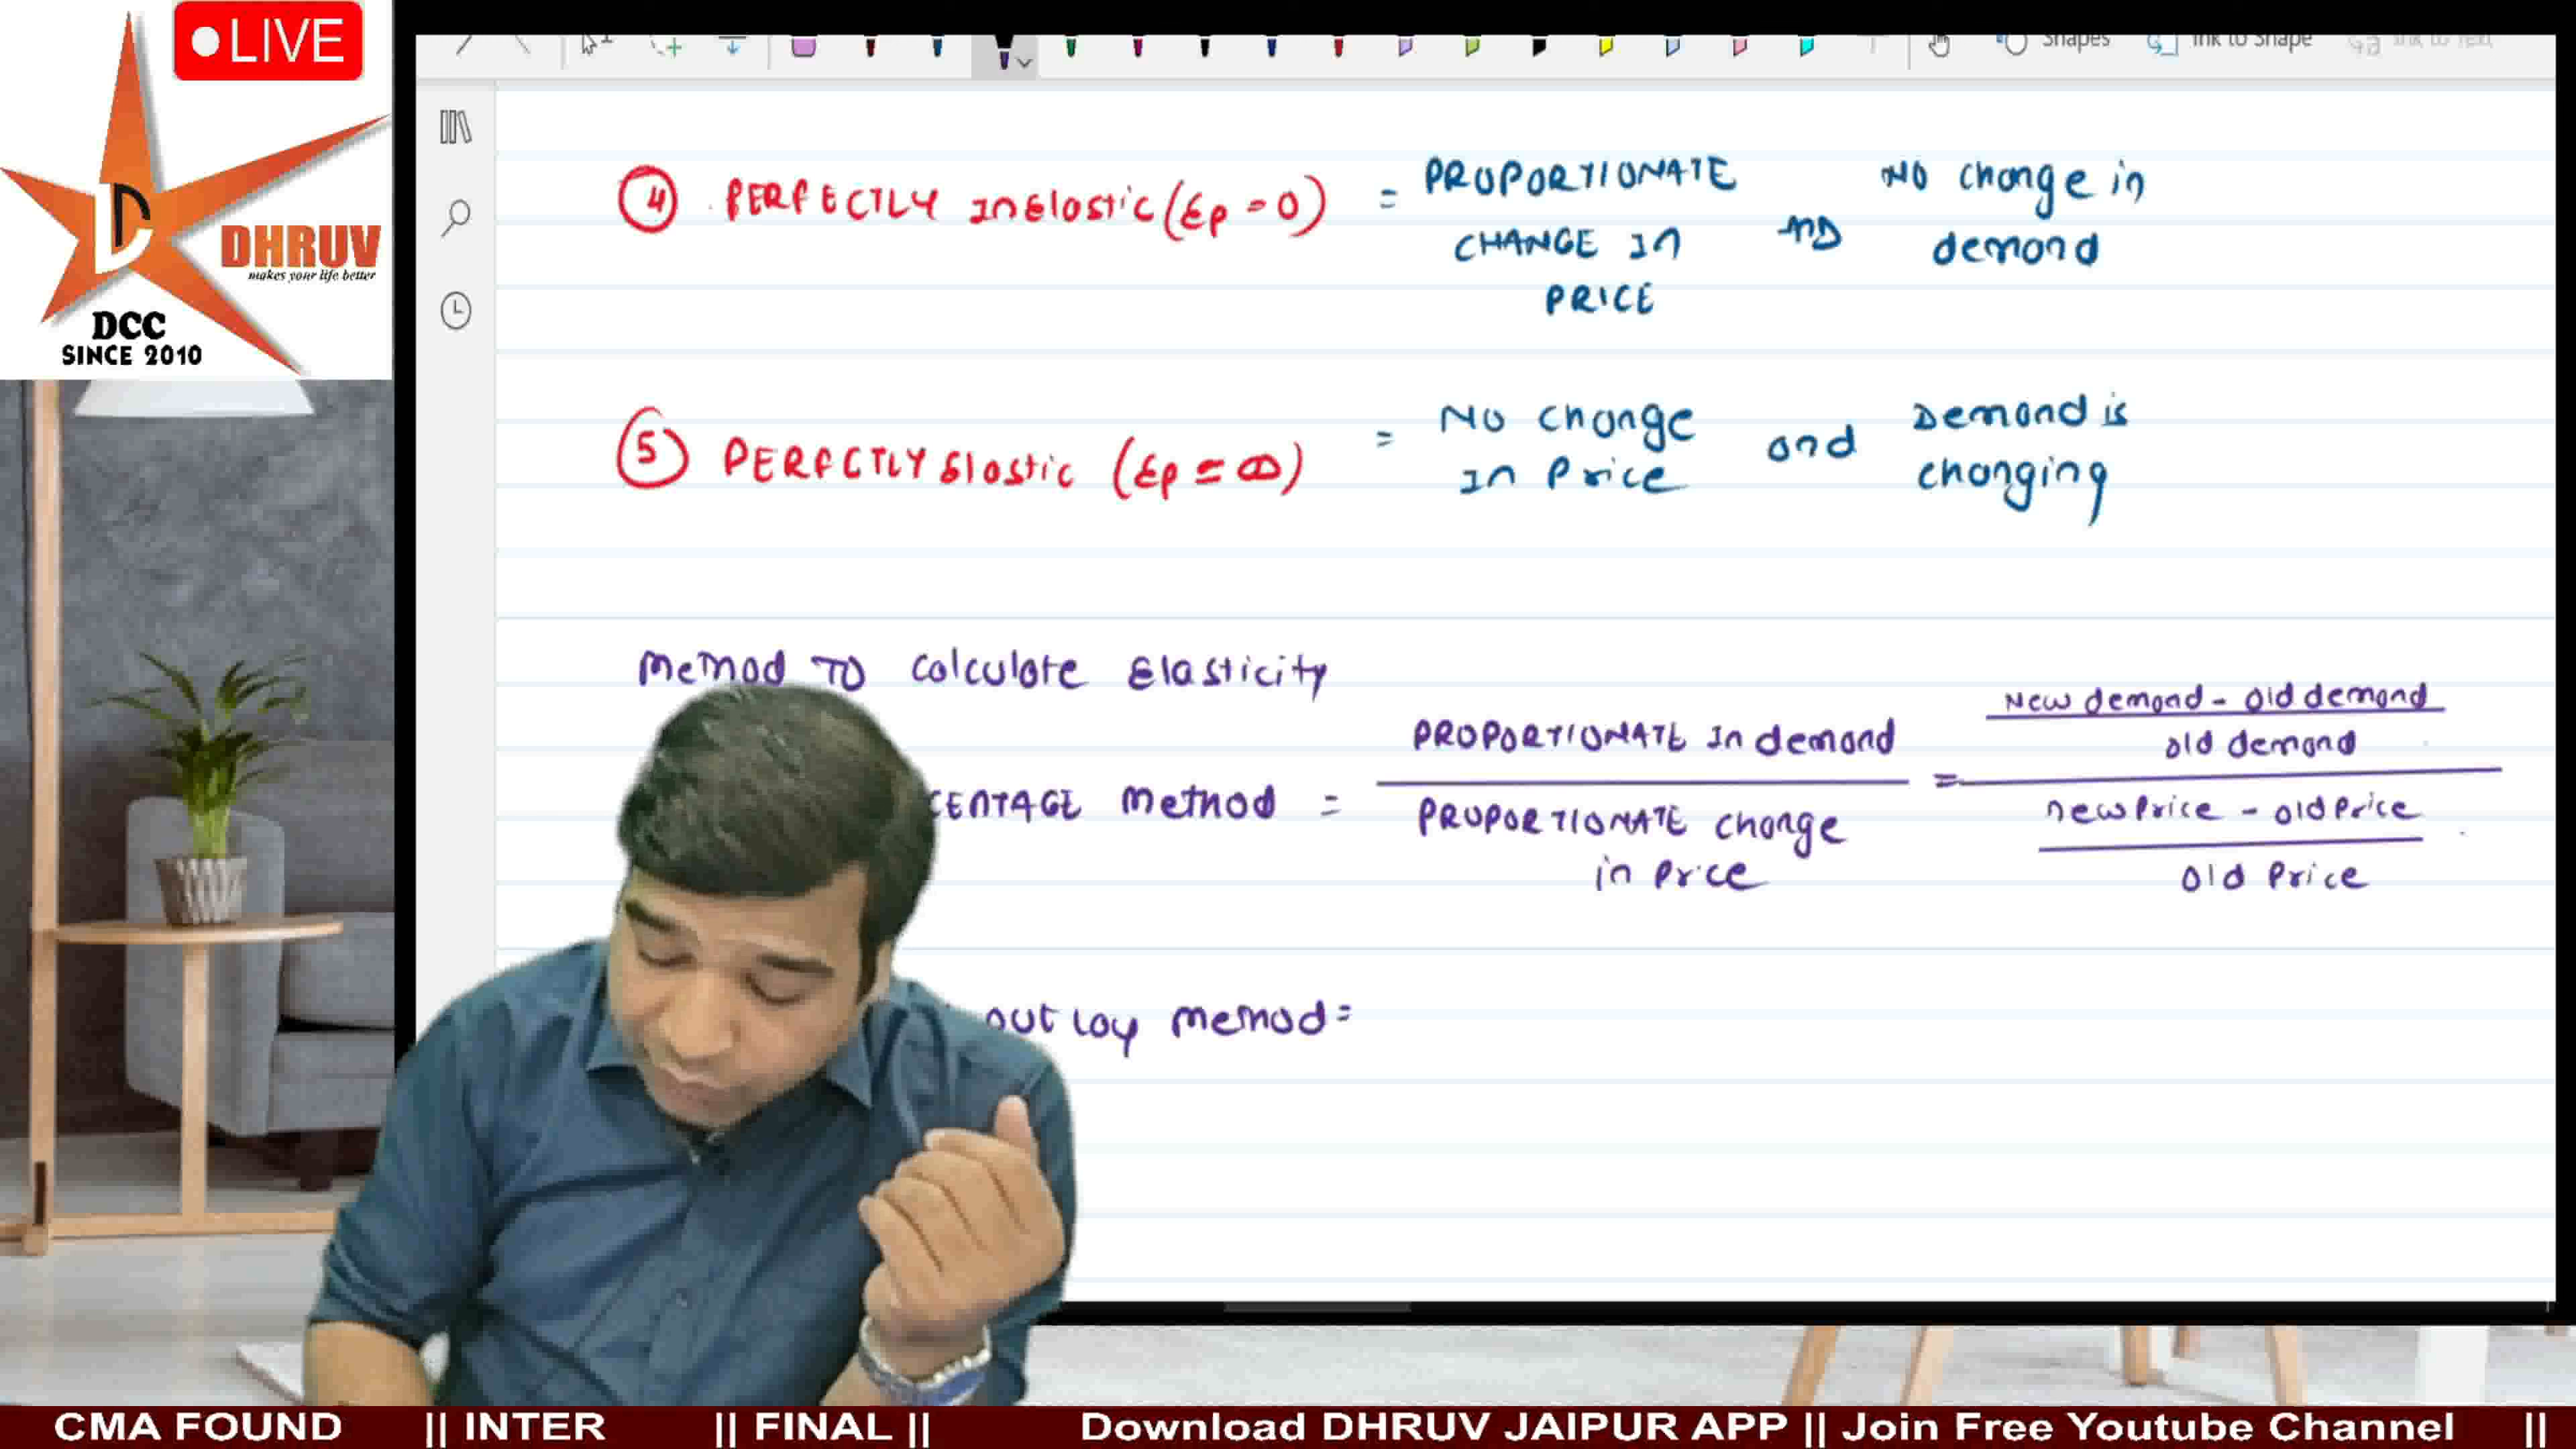 LIVE
D
DHRUV
makes your life better
DCC
SINCE 2010
Shapes
Ink to Shape
Ink to Text
4 PERFECTLY InElastic (Ep = 0) = PROPORTIONATE CHANGE In PRICE AND NO change in demand
5 PERFCTLY Elastic (Ep = ∞) = NO change In Price and Demand is changing
Method TO calculate Elasticity
CENTAGE Method = PROPORTIONATE In demand / PROPORTIONATE change in Price = New demand - old demand / old demand / new Price - old Price / old Price
out lay method =
CMA FOUND || INTER || FINAL || Download DHRUV JAIPUR APP || Join Free Youtube Channel ||